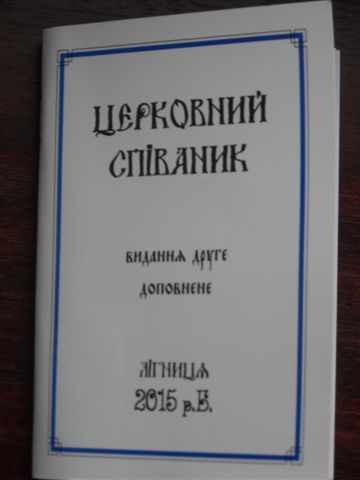 ЦЕРКОВНИЙ
СПІВАНИК
видання друге
доповнене
ЛІГНИЦЯ
2015 р.Б.